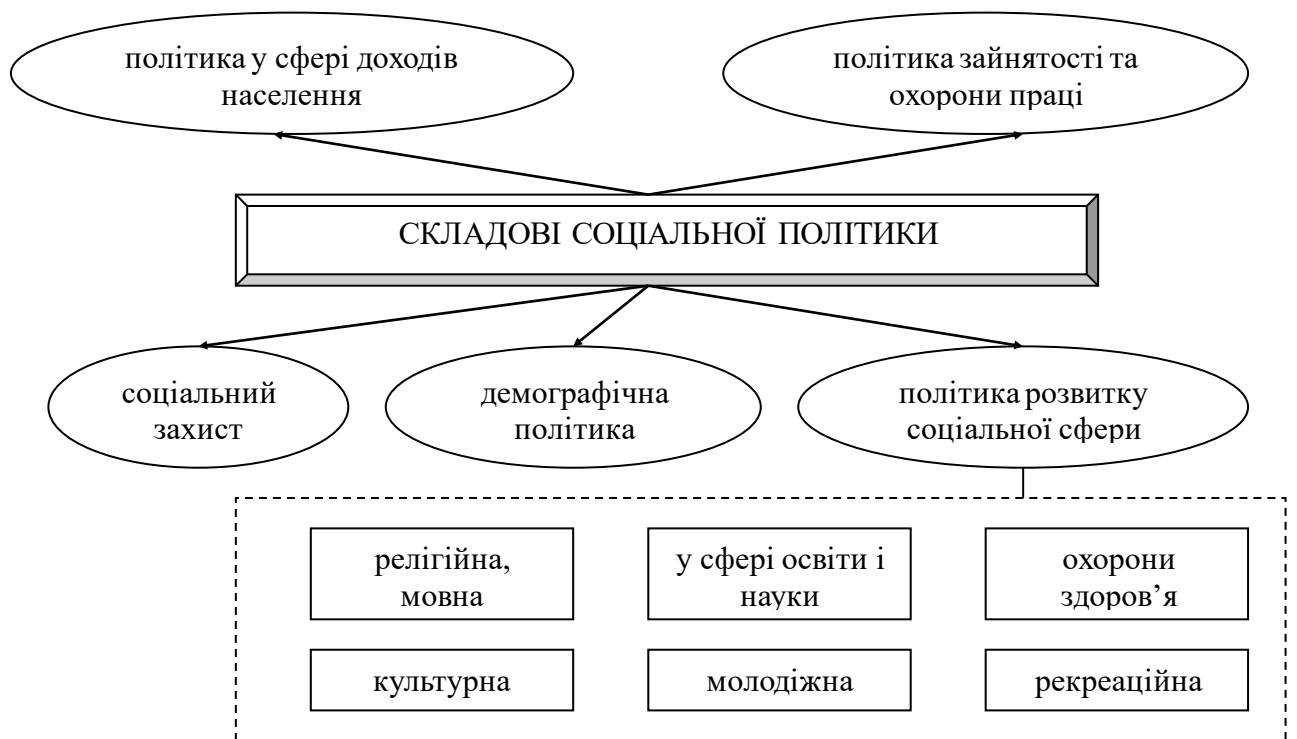 політика у сфері доходів
населення
політика зайнятості та
охорони праці
СКЛАДОВІ СОЦІАЛЬНОЇ ПОЛІТИКИ
соціальний
захист
демографічна
політика
політика розвитку
соціальної сфери
релігійна,
мовна
у сфері освіти і
науки
охорони
здоров’я
культурна
молодіжна
рекреаційна